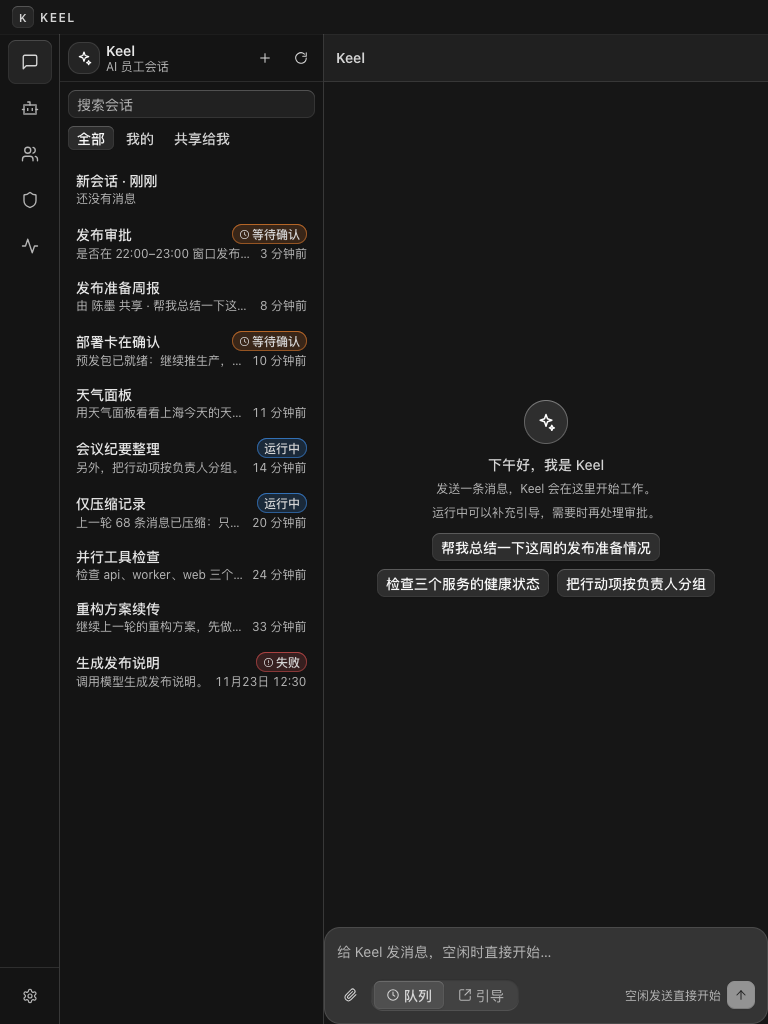 K KEEL
Keel
AI 员工会话
搜索会话
全部 我的 共享给我
新会话 · 刚刚
还没有消息
发布审批 等待确认
是否在 22:00–23:00 窗口发布… 3 分钟前
发布准备周报
由 陈墨 共享 · 帮我总结一下这… 8 分钟前
部署卡在确认 等待确认
预发包已就绪：继续推生产，… 10 分钟前
天气面板
用天气面板看看上海今天的天… 11 分钟前
会议纪要整理 运行中
另外，把行动项按负责人分组。 14 分钟前
仅压缩记录 运行中
上一轮 68 条消息已压缩：只… 20 分钟前
并行工具检查
检查 api、worker、web 三个… 24 分钟前
重构方案续传
继续上一轮的重构方案，先做… 33 分钟前
生成发布说明 失败
调用模型生成发布说明。 11月23日 12:30
Keel
下午好，我是 Keel
发送一条消息，Keel 会在这里开始工作。
运行中可以补充引导，需要时再处理审批。
帮我总结一下这周的发布准备情况
检查三个服务的健康状态 把行动项按负责人分组
给 Keel 发消息，空闲时直接开始…
队列 引导 空闲发送直接开始